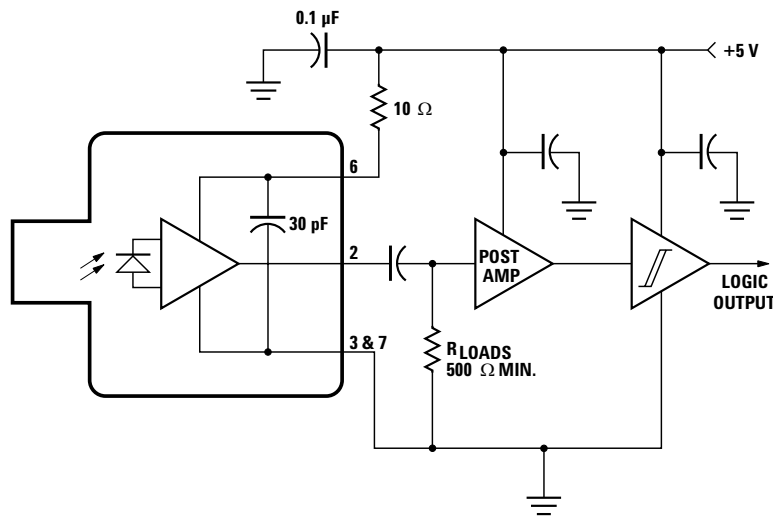 0.1 µF
+5 V
10 Ω
6
30 pF
2
POST
AMP
LOGIC
OUTPUT
3 & 7
RLOADS
500 Ω MIN.